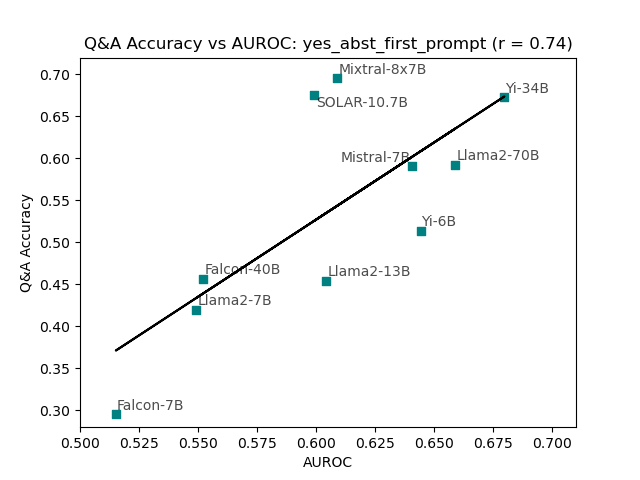 Q&A Accuracy vs AUROC: yes_abst_first_prompt (r = 0.74)
0.70
0.65
0.60
0.55
0.50
0.45
0.40
0.35
0.30
Q&A Accuracy
Mixtral-8x7B
Yi-34B
SOLAR-10.7B
Mistral-7B
Llama2-70B
Yi-6B
Falcon-40B
Llama2-13B
Llama2-7B
Falcon-7B
0.500 0.525 0.550 0.575 0.600 0.625 0.650 0.675 0.700
AUROC